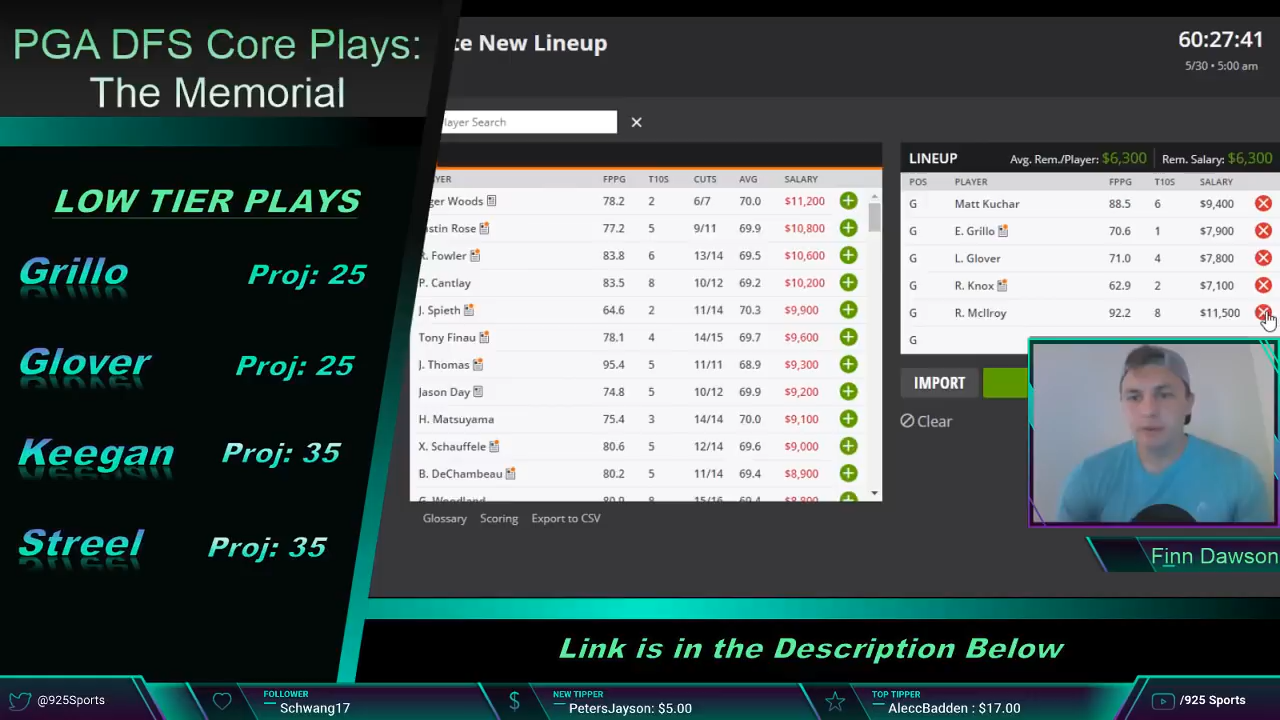 PGA DFS Core Plays:
The Memorial
LOW TIER PLAYS
Grillo Proj: 25
Glover Proj: 25
Keegan Proj: 35
Streel Proj: 35
te New Lineup
60:27:41
5/30 • 5:00 am
layer Search
YER FPPG T10S CUTS AVG SALARY
ger Woods 78.2 2 6/7 70.0 $11,200
stin Rose 77.2 5 9/11 69.9 $10,800
R. Fowler 83.8 6 13/14 69.5 $10,600
P. Cantlay 83.5 8 10/12 69.2 $10,200
J. Spieth 64.6 2 11/14 70.3 $9,900
Tony Finau 78.1 4 14/15 69.7 $9,600
J. Thomas 95.4 5 11/11 68.9 $9,300
Jason Day 74.8 5 10/12 69.9 $9,200
H. Matsuyama 75.4 3 14/14 70.0 $9,100
X. Schauffele 80.6 5 12/14 69.6 $9,000
B. DeChambeau 80.2 5 11/14 69.4 $8,900
G. Woodland 80.9 8 15/16 69.4 $8,800
Glossary Scoring Export to CSV
LINEUP Avg. Rem./Player: $6,300 Rem. Salary: $6,300
POS PLAYER FPPG T10S SALARY
G Matt Kuchar 88.5 6 $9,400
G E. Grillo 70.6 1 $7,900
G L. Glover 71.0 4 $7,800
G R. Knox 62.9 2 $7,100
G R. McIlroy 92.2 8 $11,500
G
IMPORT
Clear
Finn Dawson
Link is in the Description Below
@925Sports
FOLLOWER
Schwang17
NEW TIPPER
PetersJayson: $5.00
TOP TIPPER
AleccBadden : $17.00
/925 Sports